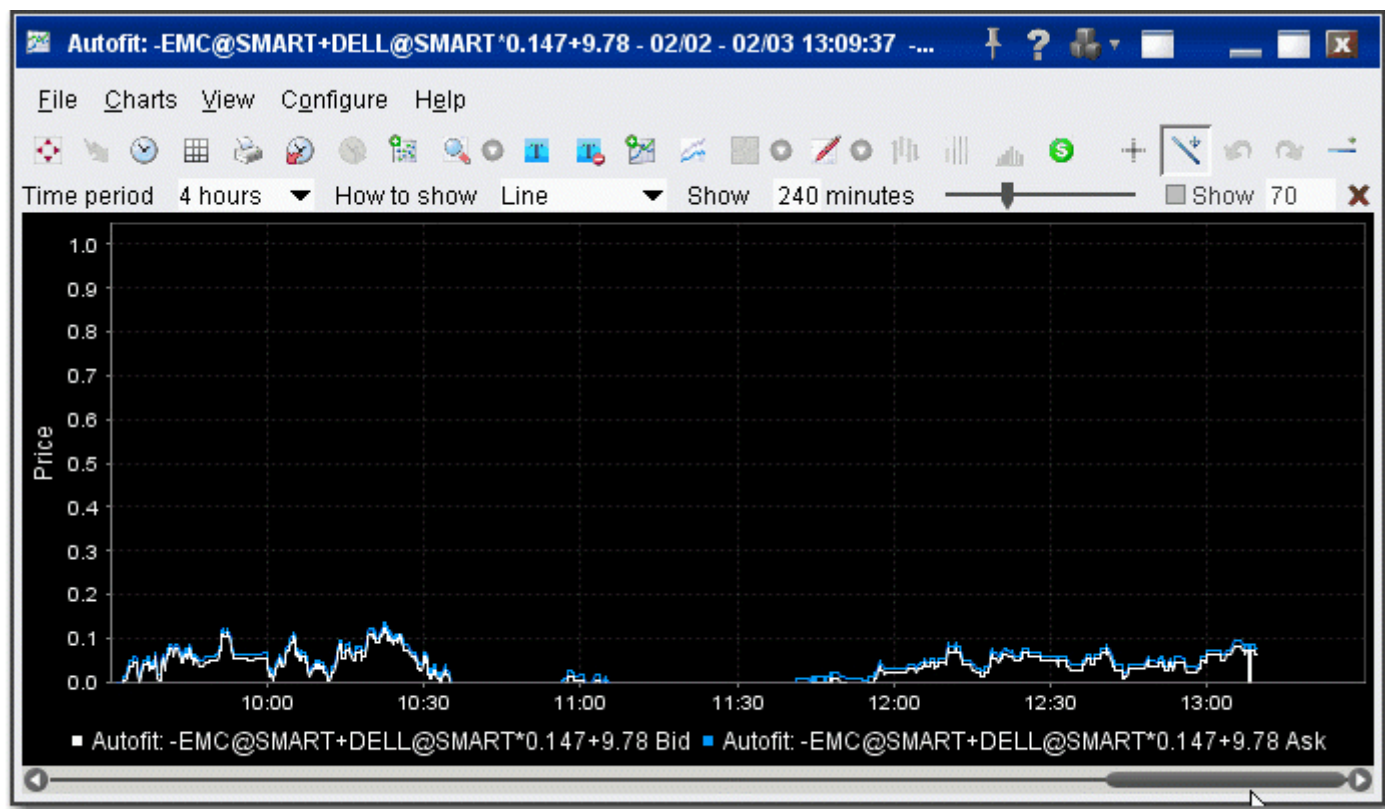 Autofit: -EMC@SMART+DELL@SMART*0.147+9.78 - 02/02 - 02/03 13:09:37 -...
File Charts View Configure Help
T T S
Time period 4 hours How to show Line Show 240 minutes Show 70
1.0
0.9
0.8
0.7
0.6
0.5
0.4
0.3
0.2
0.1
0.0
Price
10:00 10:30 11:00 11:30 12:00 12:30 13:00
Autofit: -EMC@SMART+DELL@SMART*0.147+9.78 Bid Autofit: -EMC@SMART+DELL@SMART*0.147+9.78 Ask